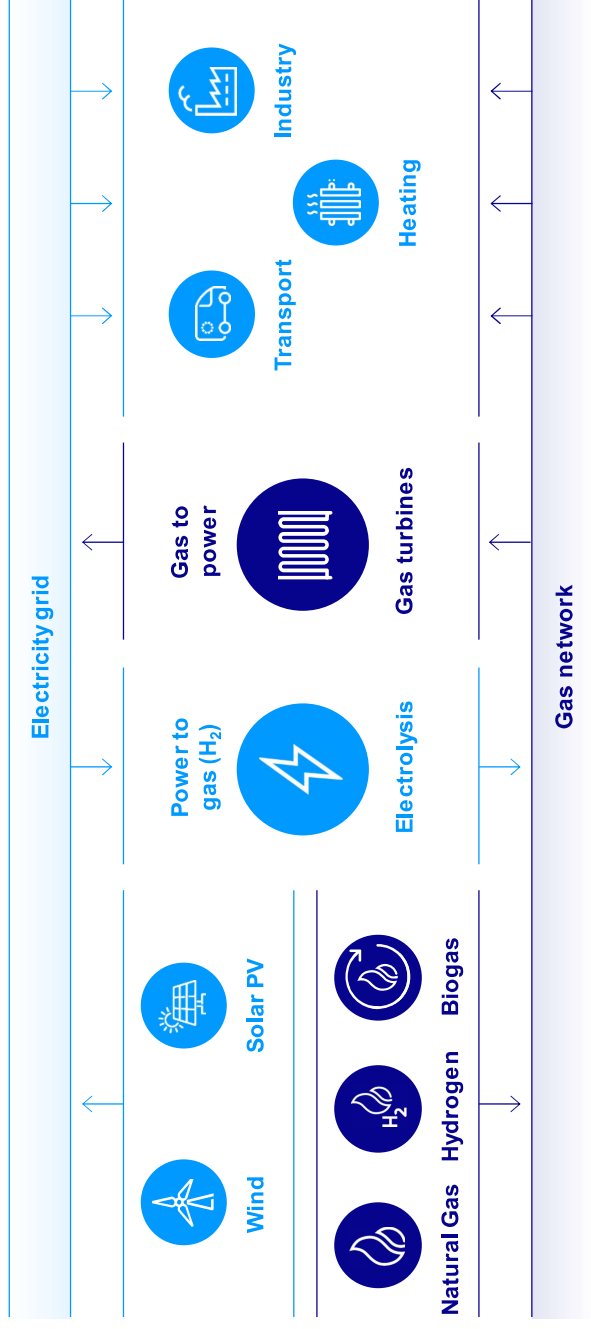 Electricity grid
Wind
Solar PV
Natural Gas
H₂
Hydrogen
Biogas
Power to
gas (H₂)
Electrolysis
Gas to
power
Gas turbines
Transport
Heating
Industry
Gas network